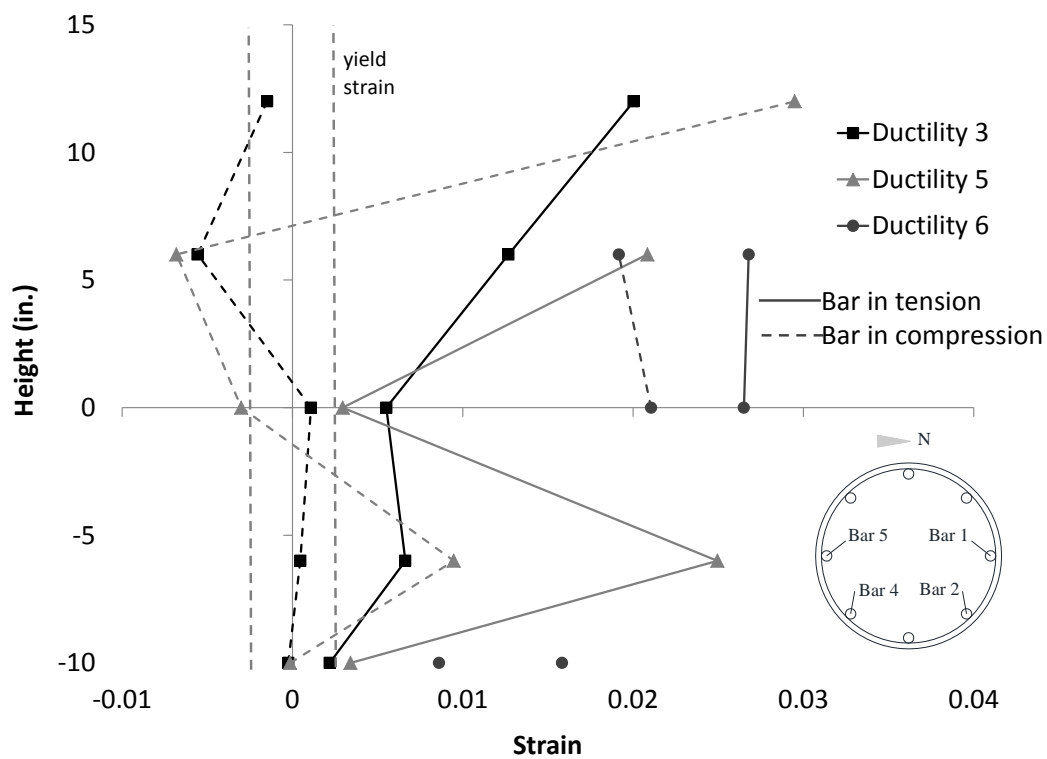 15
yield
strain
10
Ductility 3
Ductility 5
Ductility 6
5
Bar in tension
Bar in compression
Height (in.)
0
N
-5
Bar 5 Bar 1
Bar 4 Bar 2
-10
-0.01 0 0.01 0.02 0.03 0.04
Strain